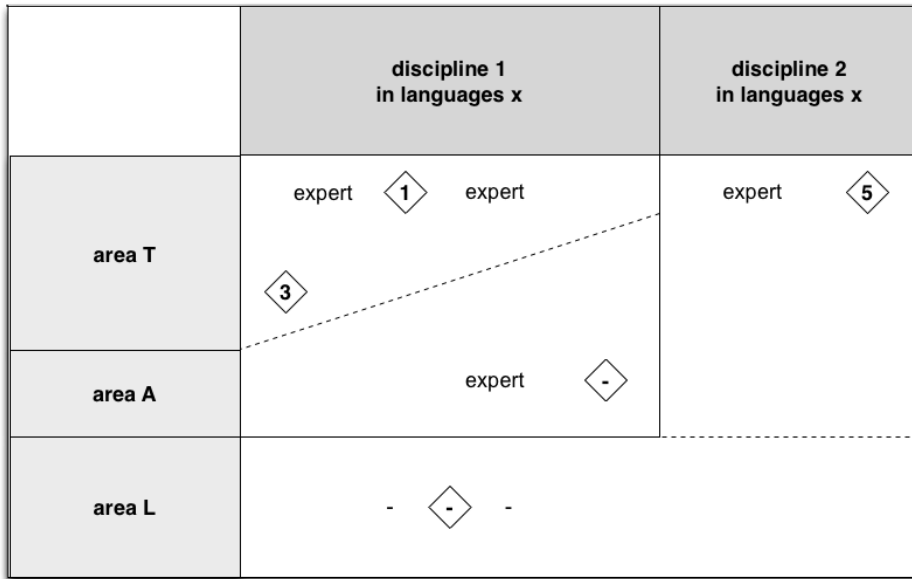 discipline 1
in languages x
discipline 2
in languages x
area T
expert 1 expert
expert 5
3
area A
expert -
area L
- - -